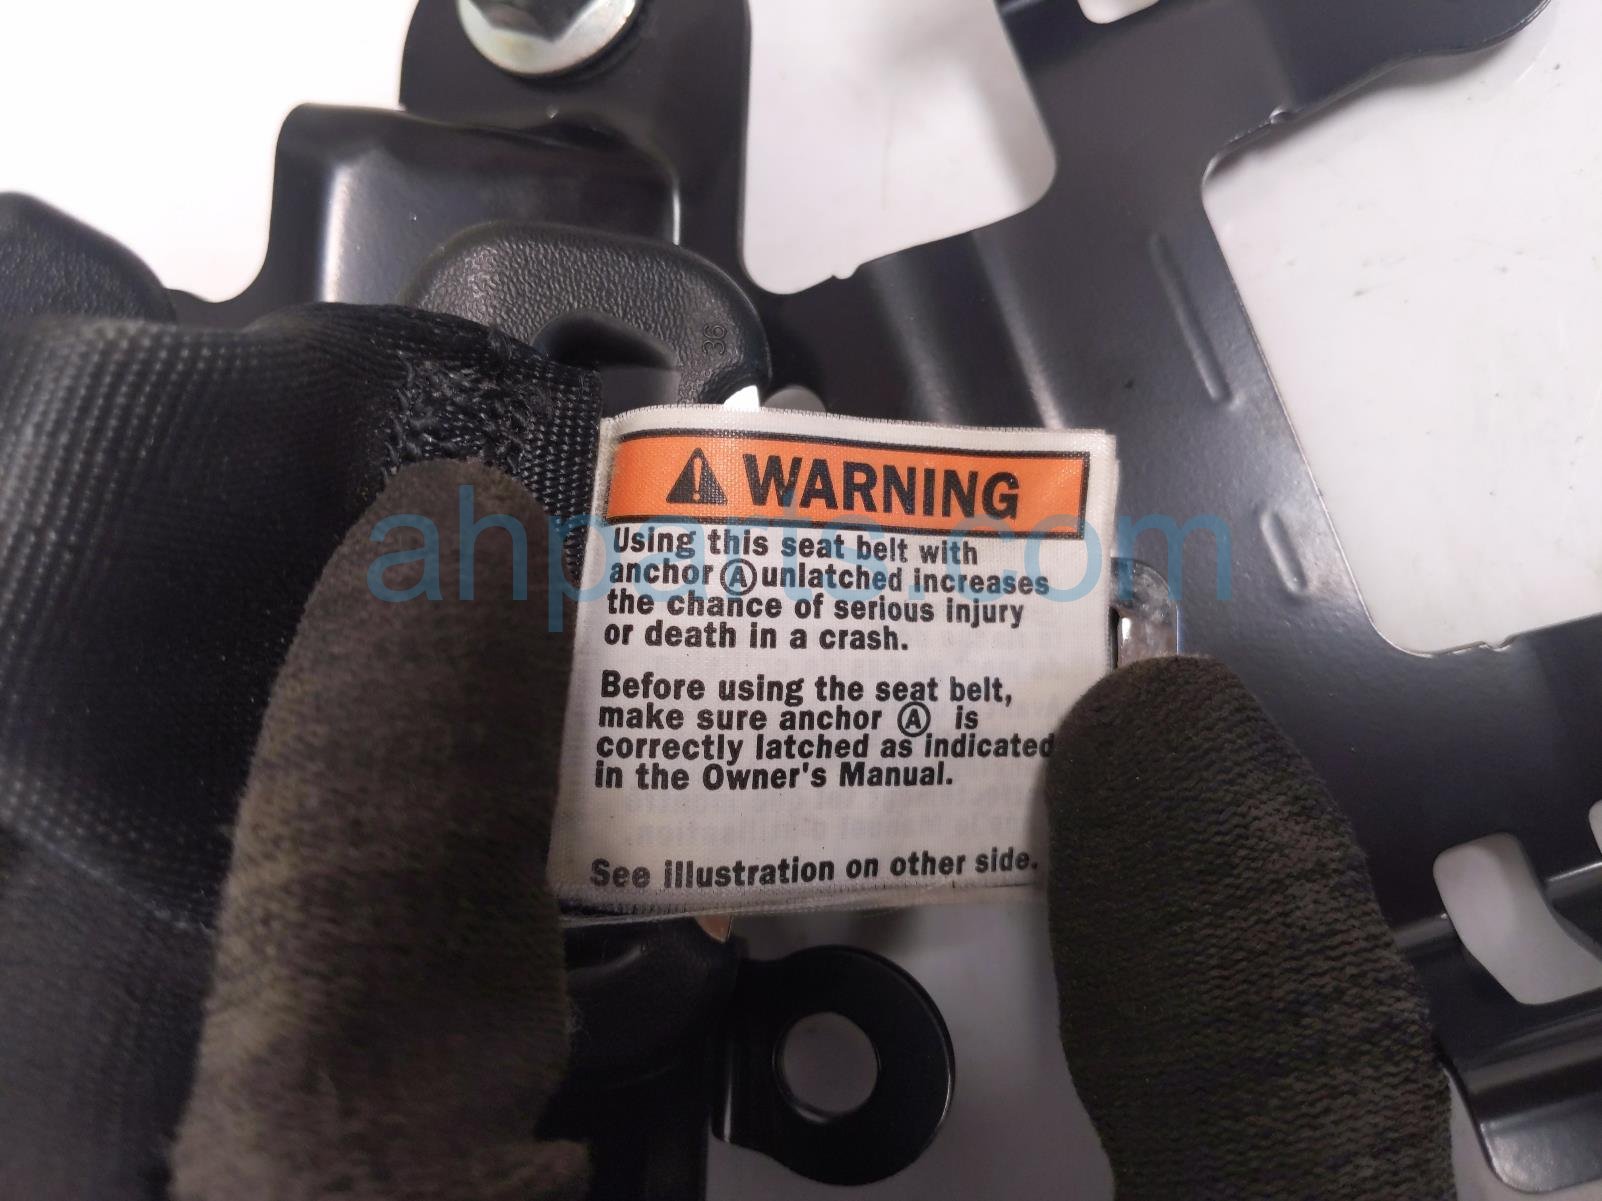 36
WARNING
Using this seat belt with
anchor Ⓐ unlatched increases
the chance of serious injury
or death in a crash.
Before using the seat belt,
make sure anchor Ⓐ is
correctly latched as indicated
in the Owner's Manual.
See illustration on other side.
ahparts.com